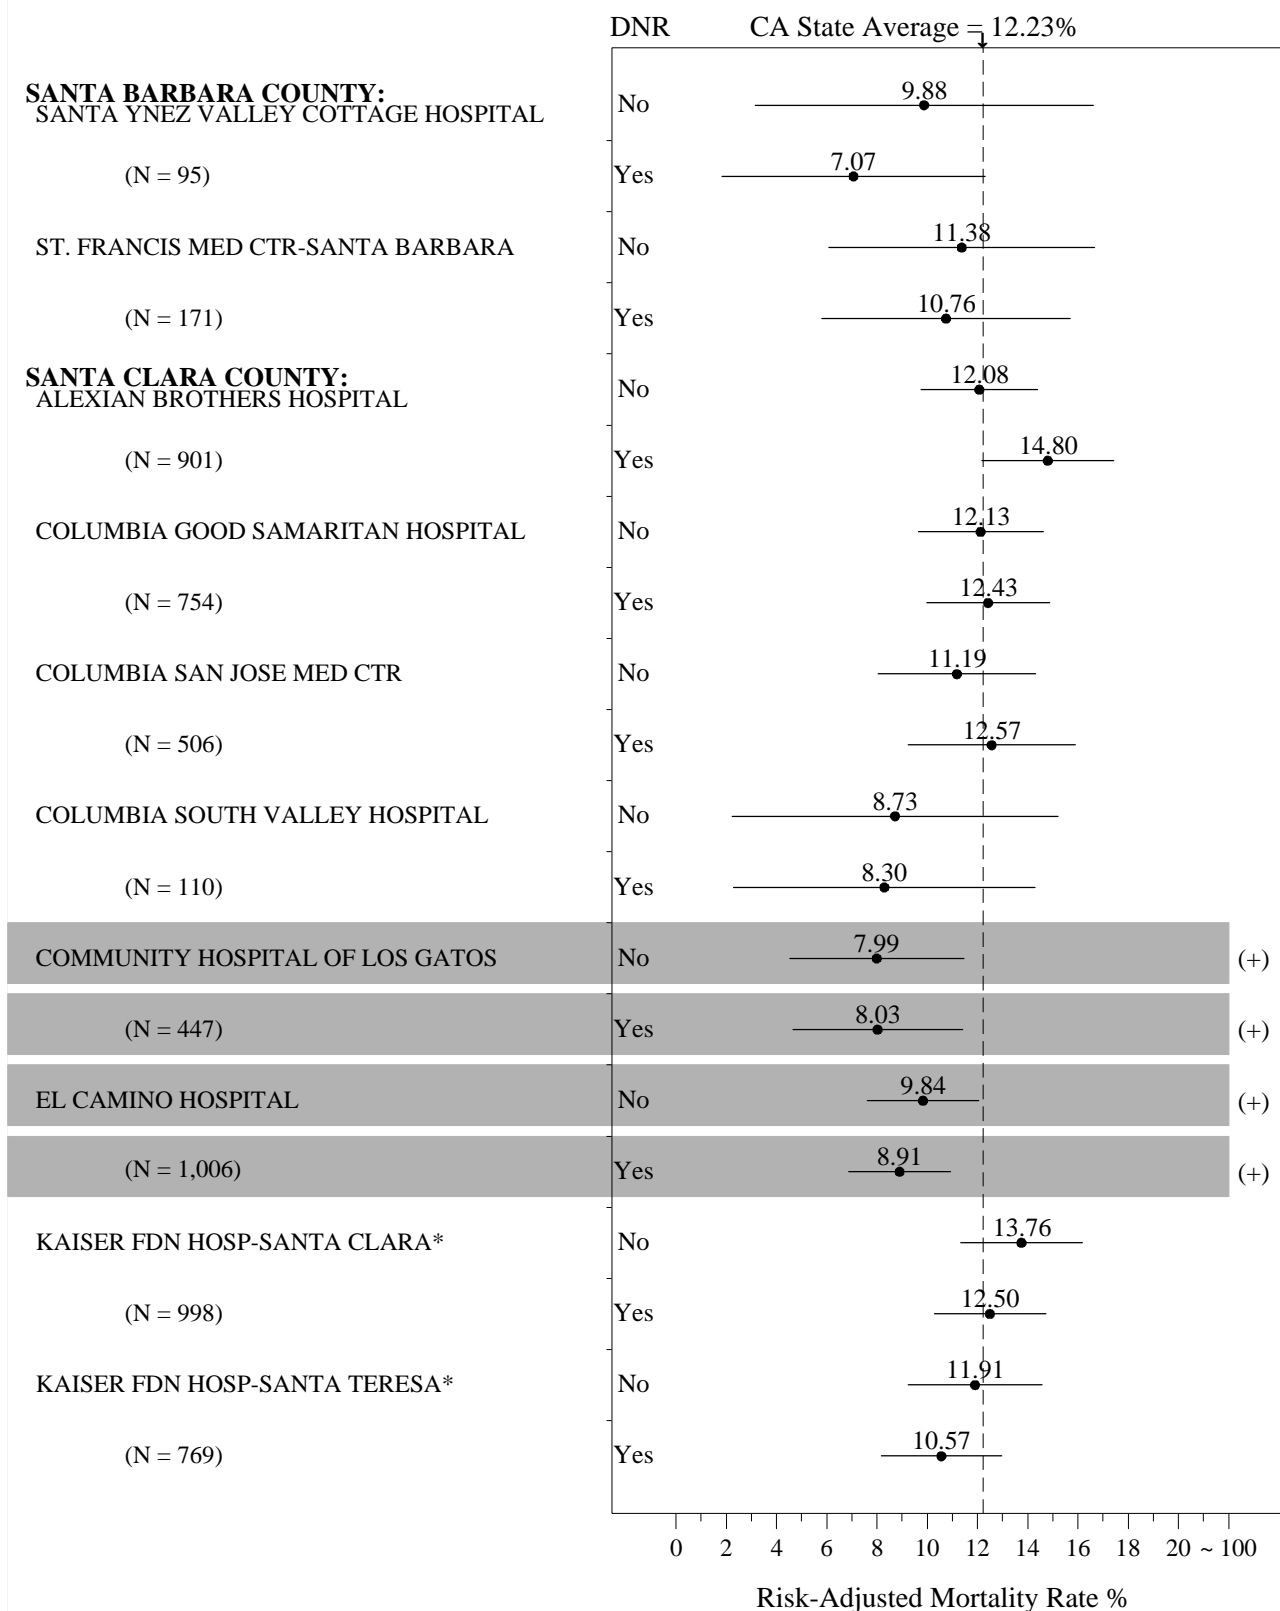 DNR CA State Average = 12.23%
SANTA BARBARA COUNTY:
SANTA YNEZ VALLEY COTTAGE HOSPITAL No 9.88
(N = 95) Yes 7.07
ST. FRANCIS MED CTR-SANTA BARBARA No 11.38
(N = 171) Yes 10.76
SANTA CLARA COUNTY:
ALEXIAN BROTHERS HOSPITAL No 12.08
(N = 901) Yes 14.80
COLUMBIA GOOD SAMARITAN HOSPITAL No 12.13
(N = 754) Yes 12.43
COLUMBIA SAN JOSE MED CTR No 11.19
(N = 506) Yes 12.57
COLUMBIA SOUTH VALLEY HOSPITAL No 8.73
(N = 110) Yes 8.30
COMMUNITY HOSPITAL OF LOS GATOS No 7.99 (+)
(N = 447) Yes 8.03 (+)
EL CAMINO HOSPITAL No 9.84 (+)
(N = 1,006) Yes 8.91 (+)
KAISER FDN HOSP-SANTA CLARA* No 13.76
(N = 998) Yes 12.50
KAISER FDN HOSP-SANTA TERESA* No 11.91
(N = 769) Yes 10.57
0 2 4 6 8 10 12 14 16 18 20 ~ 100
Risk-Adjusted Mortality Rate %